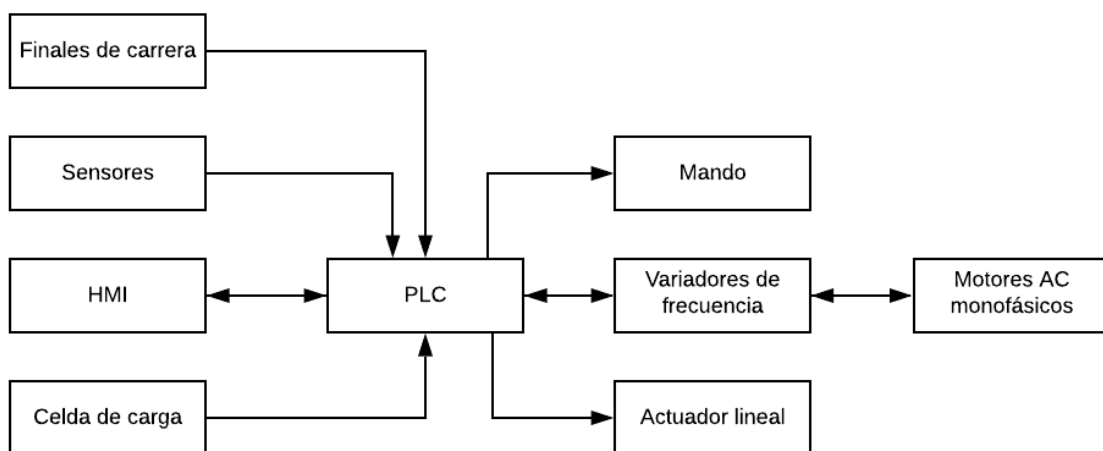 Finales de carrera
Sensores
Mando
HMI
PLC
Variadores de
frecuencia
Motores AC
monofásicos
Celda de carga
Actuador lineal